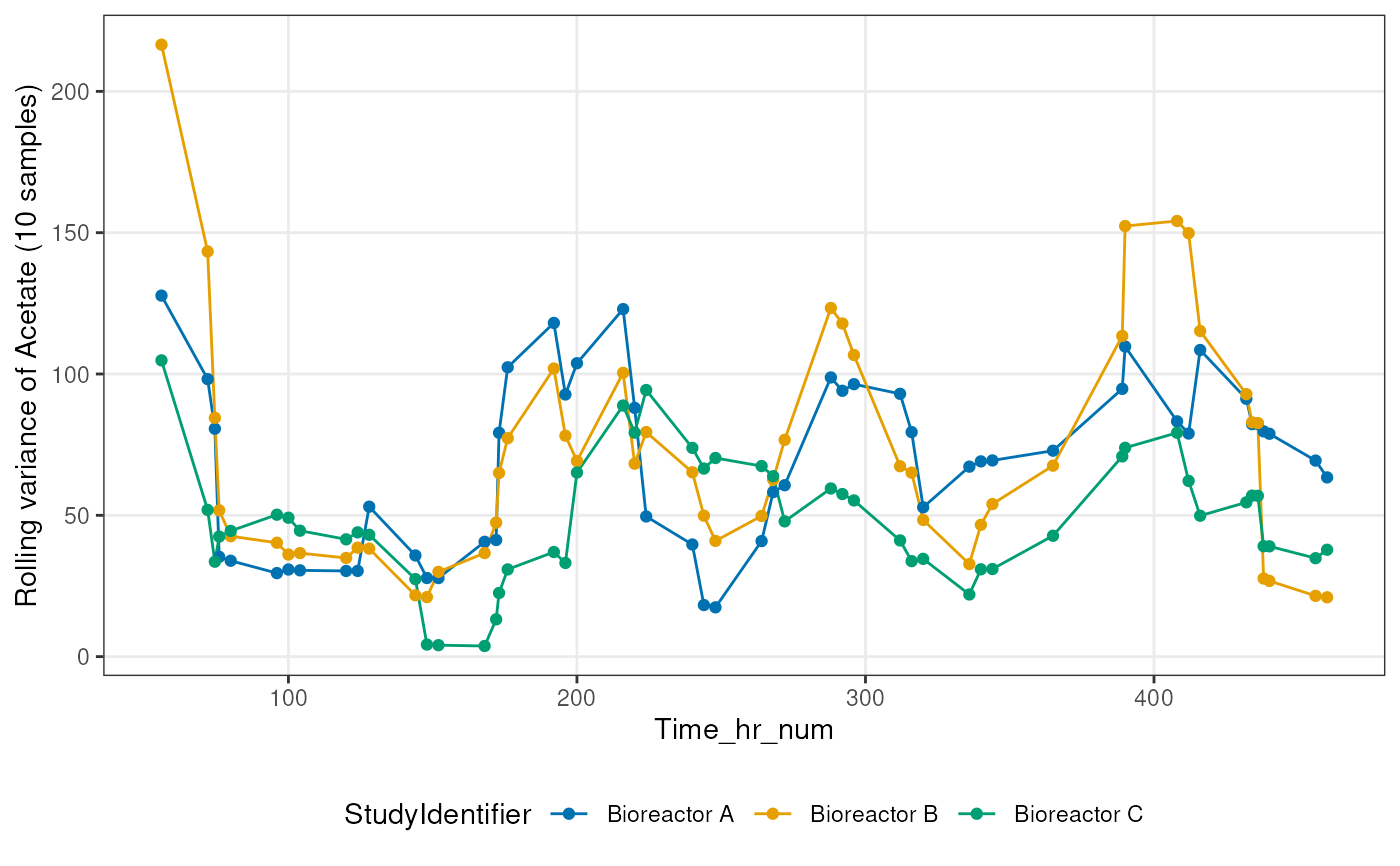 Rolling variance of Acetate (10 samples)
200
150
100
50
0
100 200 300 400
Time_hr_num
StudyIdentifier Bioreactor A Bioreactor B Bioreactor C